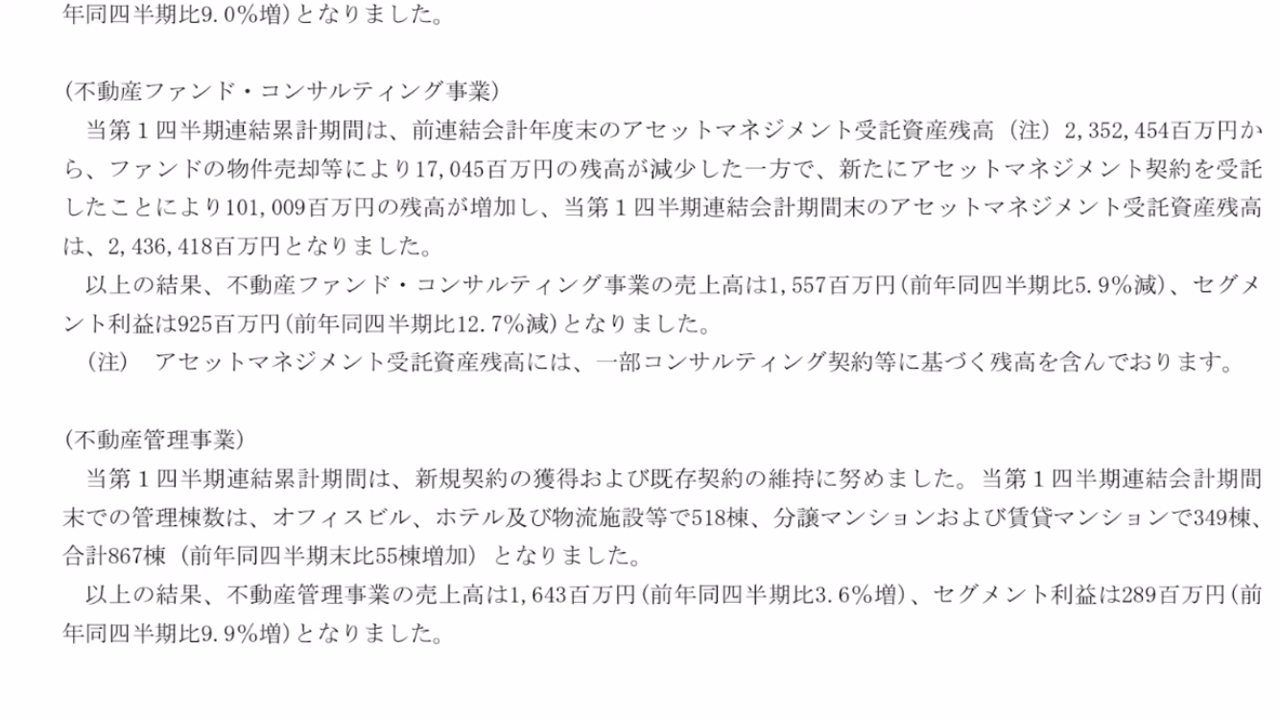 年同四半期比9.0％増)となりました。
(不動産ファンド・コンサルティング事業)
　当第１四半期連結累計期間は、前連結会計年度末のアセットマネジメント受託資産残高（注）2,352,454百万円か
ら、ファンドの物件売却等により17,045百万円の残高が減少した一方で、新たにアセットマネジメント契約を受託
したことにより101,009百万円の残高が増加し、当第１四半期連結会計期間末のアセットマネジメント受託資産残高
は、2,436,418百万円となりました。
　以上の結果、不動産ファンド・コンサルティング事業の売上高は1,557百万円(前年同四半期比5.9％減)、セグメ
ント利益は925百万円(前年同四半期比12.7％減)となりました。
　(注)　アセットマネジメント受託資産残高には、一部コンサルティング契約等に基づく残高を含んでおります。
(不動産管理事業)
　当第１四半期連結累計期間は、新規契約の獲得および既存契約の維持に努めました。当第１四半期連結会計期間
末での管理棟数は、オフィスビル、ホテル及び物流施設等で518棟、分譲マンションおよび賃貸マンションで349棟、
合計867棟（前年同四半期末比55棟増加）となりました。
　以上の結果、不動産管理事業の売上高は1,643百万円(前年同四半期比3.6％増)、セグメント利益は289百万円(前
年同四半期比9.9％増)となりました。